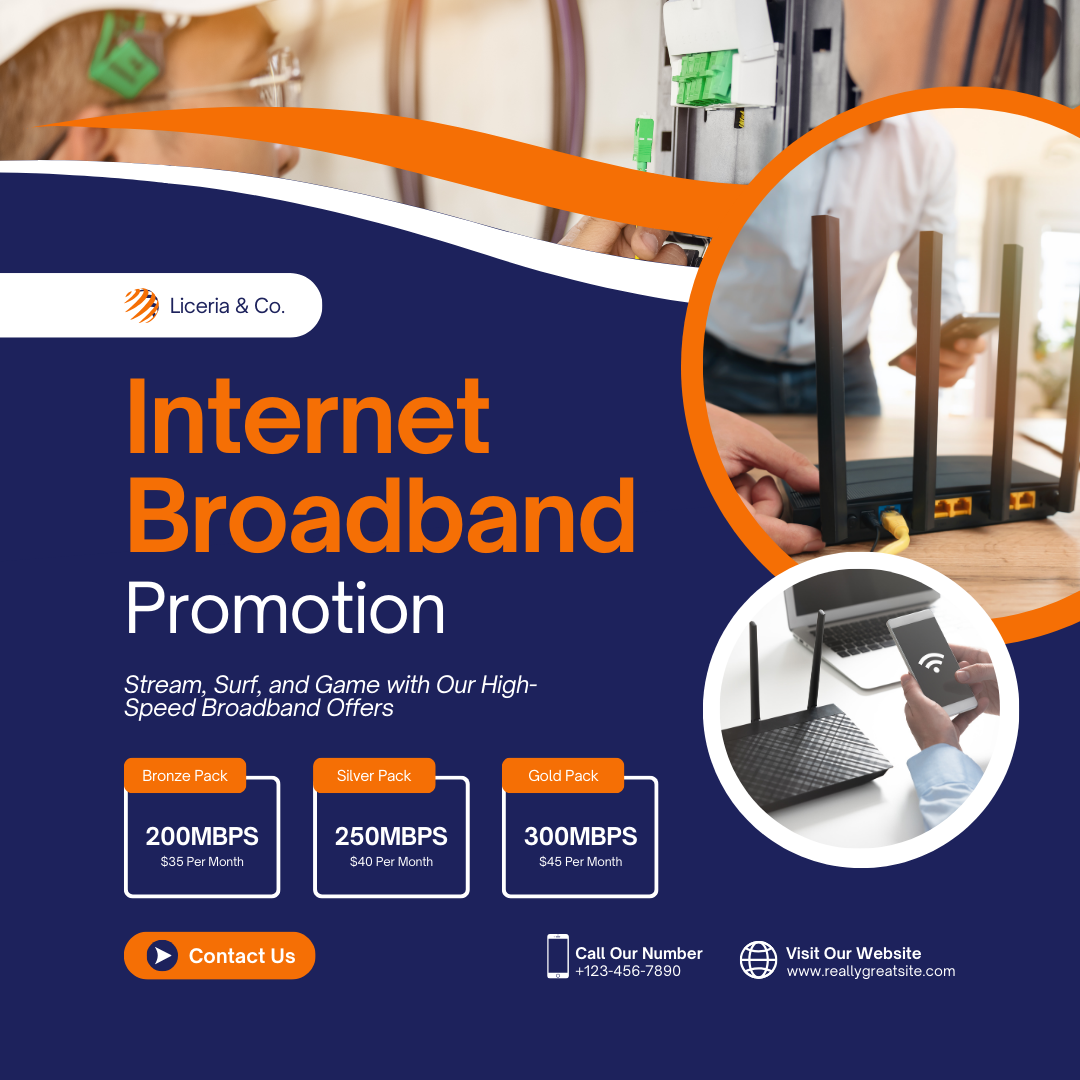 Liceria & Co.
Internet
Broadband
Promotion
Stream, Surf, and Game with Our High-
Speed Broadband Offers
Bronze Pack
200MBPS
$35 Per Month
Silver Pack
250MBPS
$40 Per Month
Gold Pack
300MBPS
$45 Per Month
Contact Us
Call Our Number
+123-456-7890
Visit Our Website
www.reallygreatsite.com